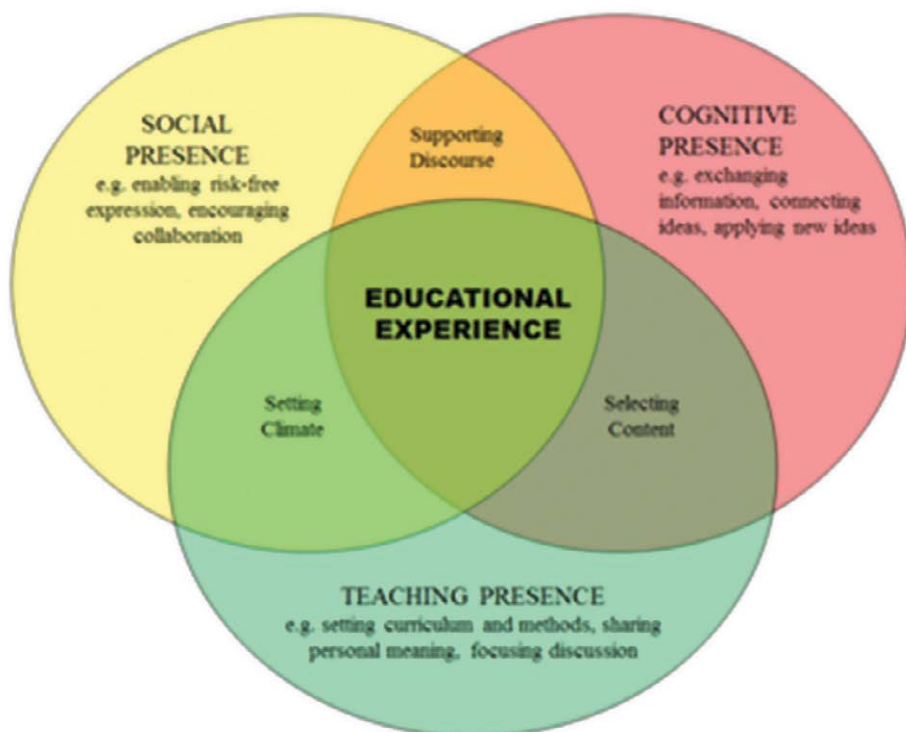 SOCIAL
PRESENCE
e.g. enabling risk-free
expression, encouraging
collaboration
Supporting
Discourse
COGNITIVE
PRESENCE
e.g. exchanging
information, connecting
ideas, applying new ideas
EDUCATIONAL
EXPERIENCE
Setting
Climate
Selecting
Content
TEACHING PRESENCE
e.g. setting curriculum and methods, sharing
personal meaning, focusing discussion